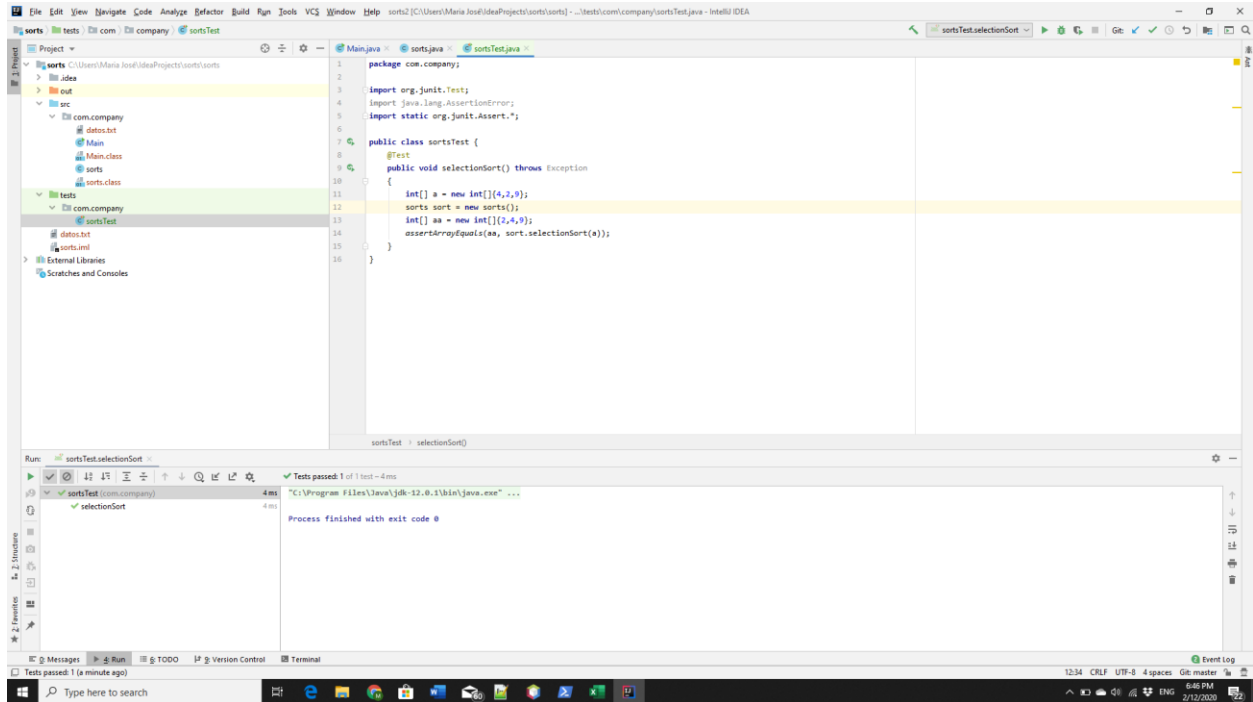 File Edit View Navigate Code Analyze Refactor Build Run Tools VCS Window Help sorts2 [C:\Users\Maria José\IdeaProjects\sorts\sorts] - ...\tests\com\company\sortsTest.java - IntelliJ IDEA
sorts tests com company sortsTest sortsTest.selectionSort Git:
1: Project
Project
Main.java sorts.java sortsTest.java
Ant
sorts C:\Users\Maria José\IdeaProjects\sorts\sorts
.idea
out
src
com.company
datos.txt
Main
Main.class
sorts
sorts.class
tests
com.company
sortsTest
datos.txt
sorts.iml
External Libraries
Scratches and Consoles
1 package com.company;
2
3 import org.junit.Test;
4 import java.lang.AssertionError;
5 import static org.junit.Assert.*;
6
7 public class sortsTest {
8 @Test
9 public void selectionSort() throws Exception
10 {
11 int[] a = new int[]{4,2,9};
12 sorts sort = new sorts();
13 int[] aa = new int[]{2,4,9};
14 assertArrayEquals(aa, sort.selectionSort(a));
15 }
16 }
sortsTest > selectionSort()
Run: sortsTest.selectionSort
Tests passed: 1 of 1 test – 4 ms
sortsTest (com.company) 4 ms
selectionSort 4 ms
"C:\Program Files\Java\jdk-12.0.1\bin\java.exe" ...
Process finished with exit code 0
Z: Structure
2: Favorites
0: Messages 4: Run 6: TODO 9: Version Control Terminal Event Log
Tests passed: 1 (a minute ago) 12:34 CRLF UTF-8 4 spaces Git: master
Type here to search 60 ENG 6:46 PM
2/12/2020 22